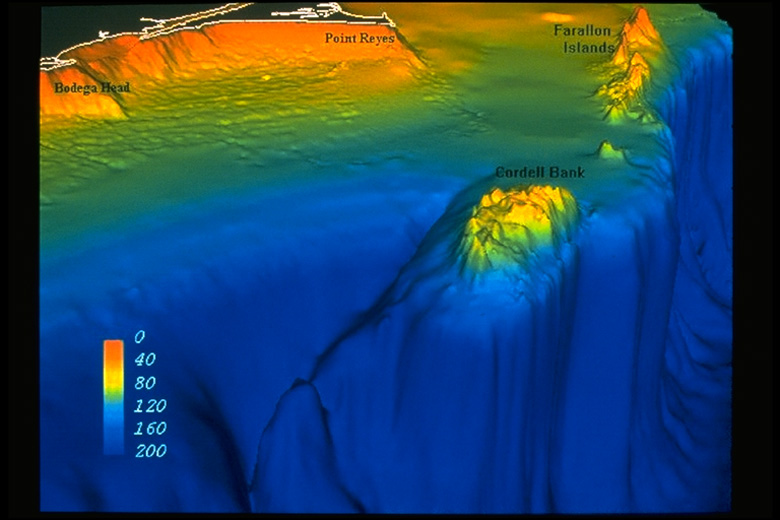 Point Reyes
Farallon
Islands
Bodega Head
Cordell Bank
0
40
80
120
160
200